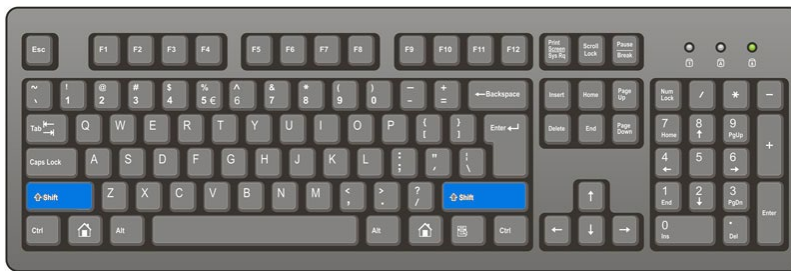 Esc F1 F2 F3 F4 F5 F6 F7 F8 F9 F10 F11 F12 Print Screen Sys Rq Scroll Lock Pause Break
~ ` ! 1 @ 2 # 3 $ 4 % 5 € ^ 6 & 7 * 8 ( 9 ) 0 — - + = ←Backspace Insert Home Page Up Num Lock / * –
Tab Q W E R T Y U I O P { [ } ] Enter Delete End Page Down 7 Home 8 ↑ 9 PgUp +
Caps Lock A S D F G H J K L : ; " , ¦ \ 4 ← 5 6 →
Shift Z X C V B N M < , > . ? / Shift ↑ 1 End 2 ↓ 3 PgDn Enter
Ctrl Alt Alt Ctrl ← ↓ → 0 Ins . Del